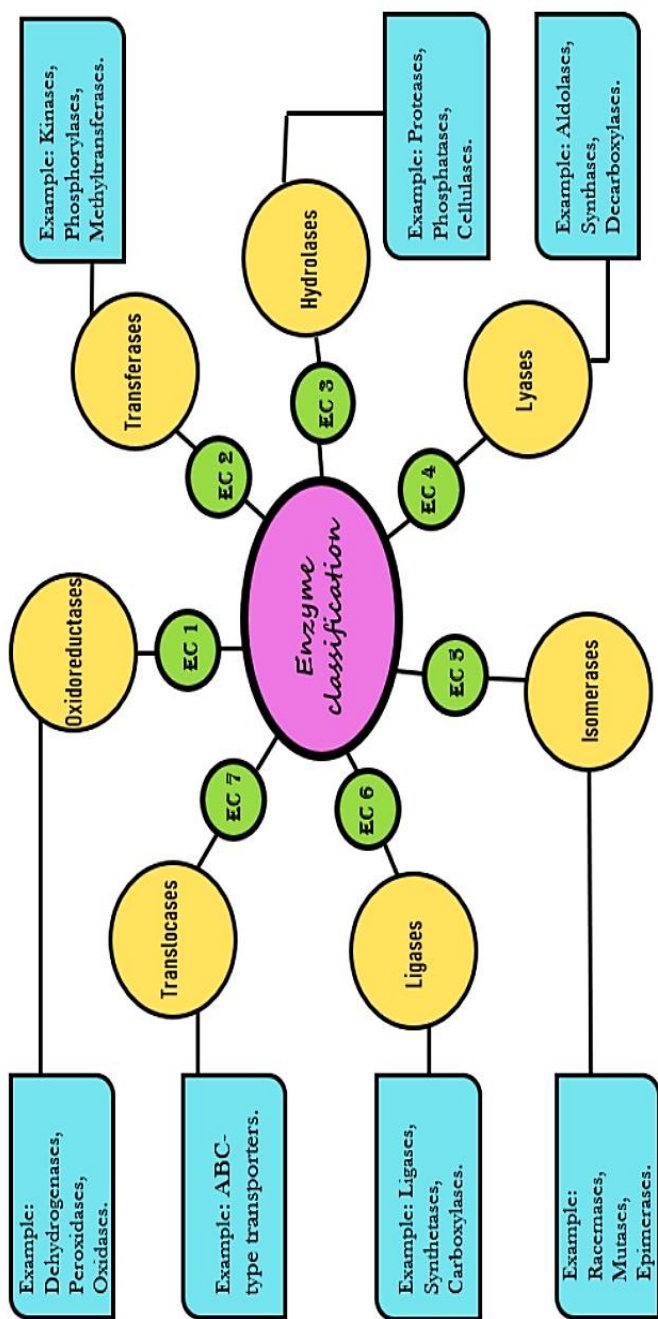 Enzyme
classification
EC 1
Oxidoreductases
Example:
Dehydrogenases,
Peroxidases,
Oxidases.
EC 2
Transferases
Example: Kinases,
Phosphorylases,
Methyltransferases.
EC 3
Hydrolases
Example: Proteases,
Phosphatases,
Cellulases.
EC 4
Lyases
Example: Aldolases,
Synthases,
Decarboxylases.
EC 5
Isomerases
Example:
Racemases,
Mutases,
Epimerases.
EC 6
Ligases
Example: Ligases,
Synthetases,
Carboxylases.
EC 7
Translocases
Example: ABC-
type transporters.